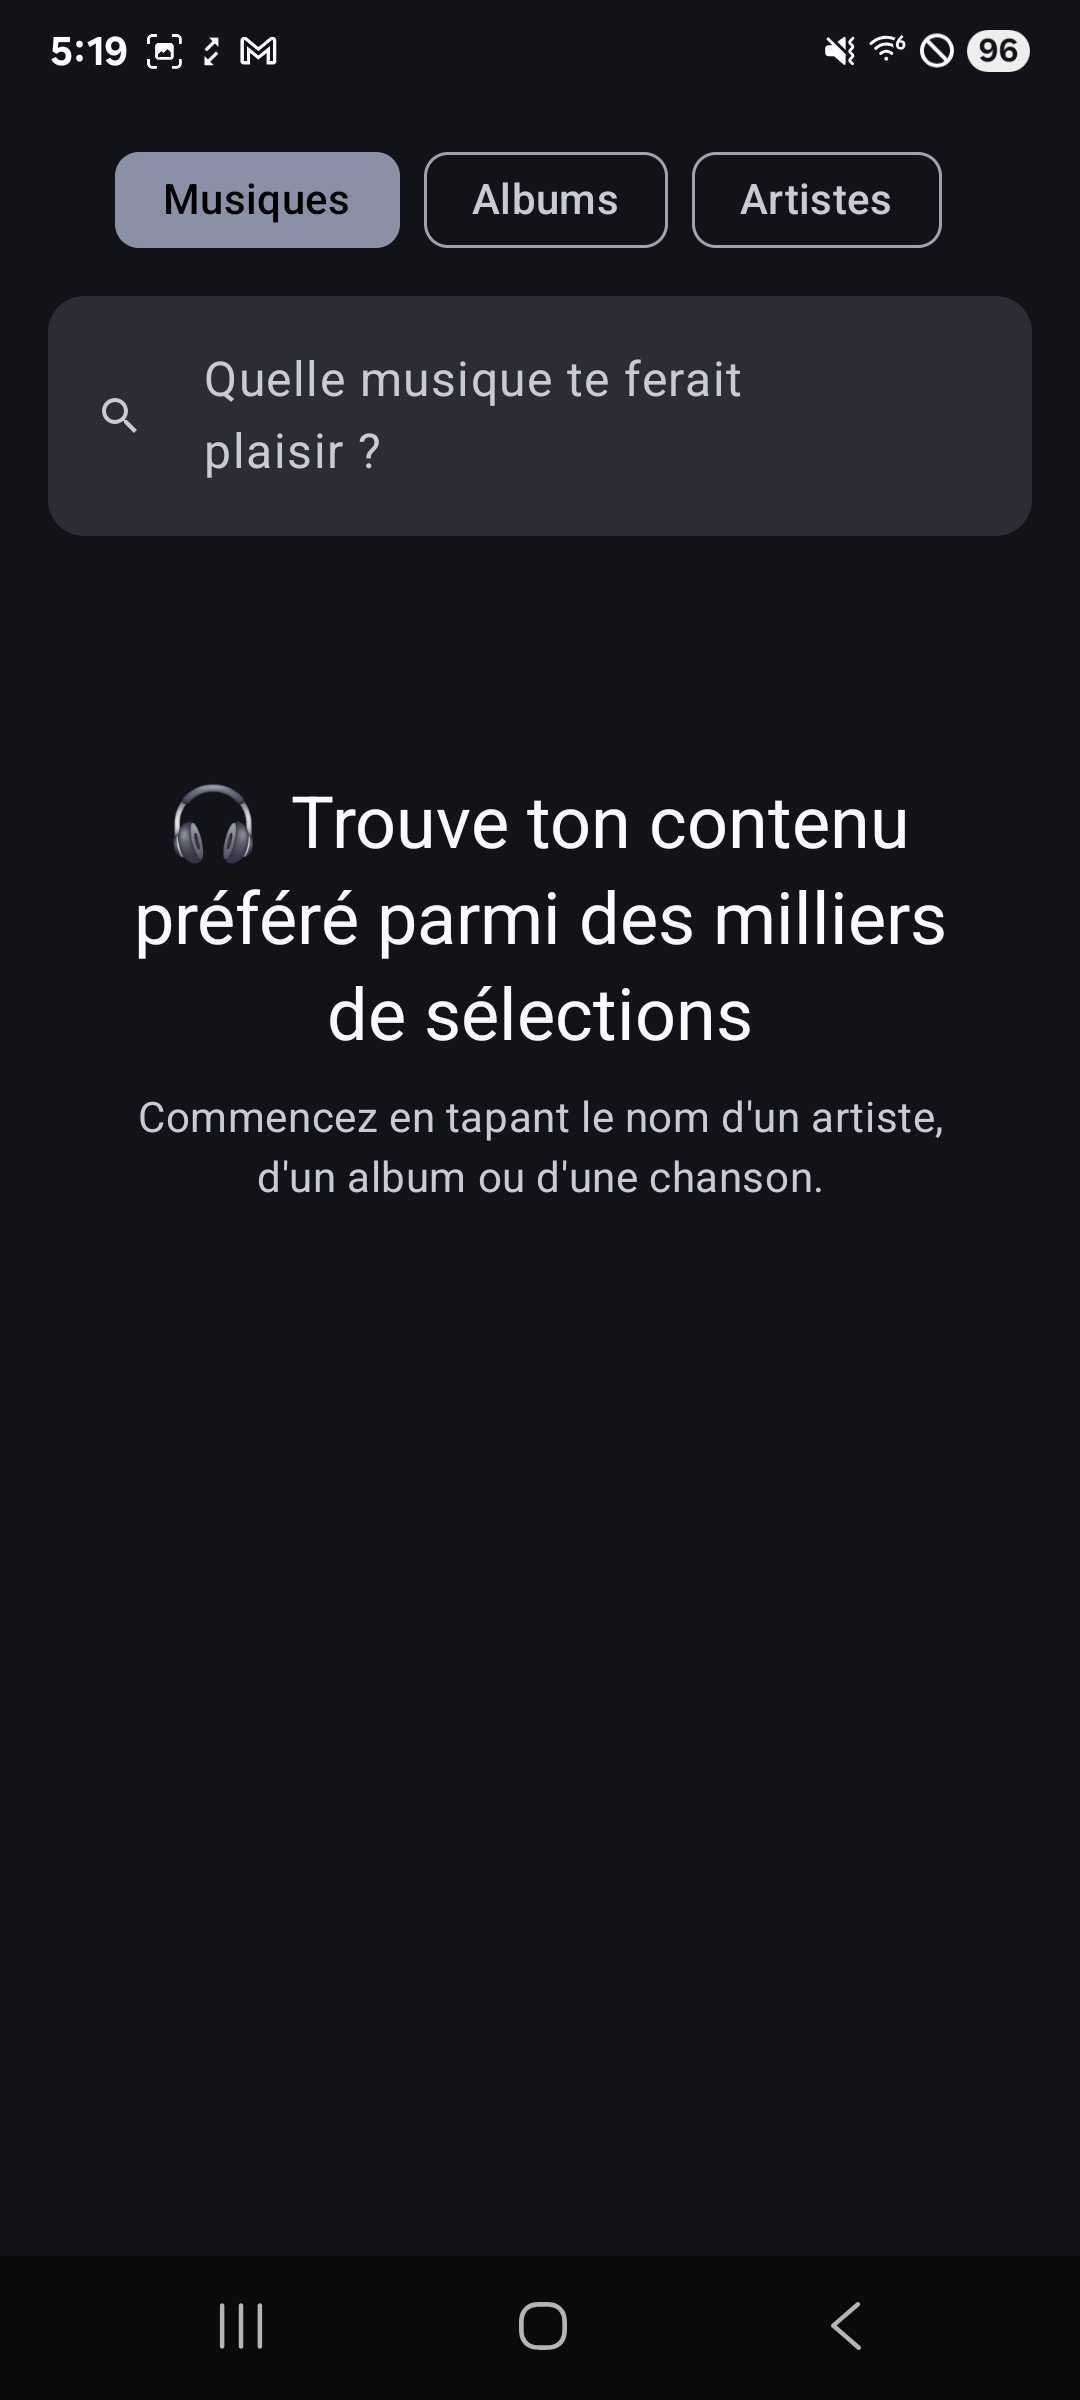 5:19
96
Musiques Albums Artistes
Quelle musique te ferait
plaisir ?
🎧 Trouve ton contenu
préféré parmi des milliers
de sélections
Commencez en tapant le nom d'un artiste,
d'un album ou d'une chanson.